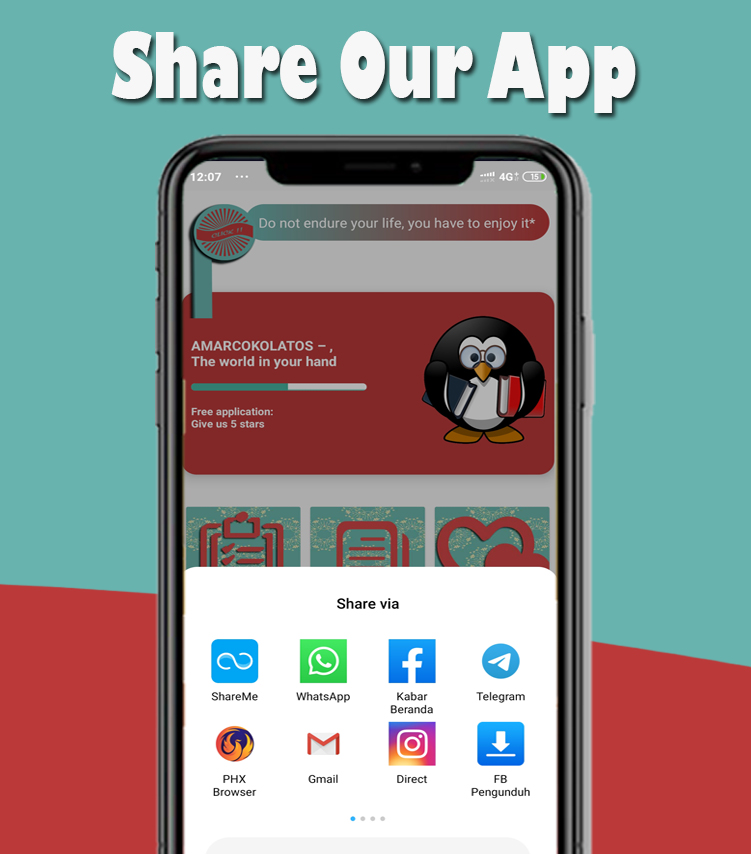 Share Our App
12:07 ...
4G+ 15
Do not endure your life, you have to enjoy it*
AMARCOKOLATOS – ,
The world in your hand
Free application:
Give us 5 stars
Share via
ShareMe WhatsApp Kabar Beranda Telegram
PHX Browser Gmail Direct FB Pengunduh